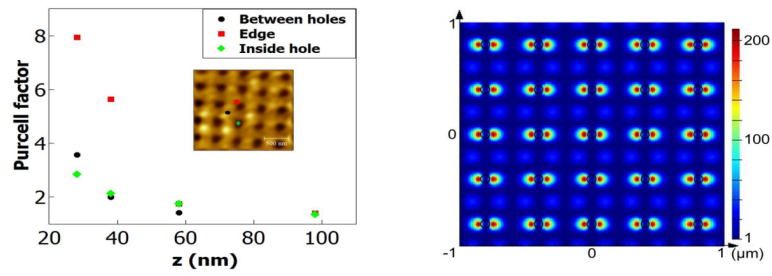 Between holes
Edge
Inside hole
8
6
4
2
Purcell factor
500 nm
20
40
60
80
100
z (nm)
1
0
-1
-1
0
1
(μm)
200
100
1